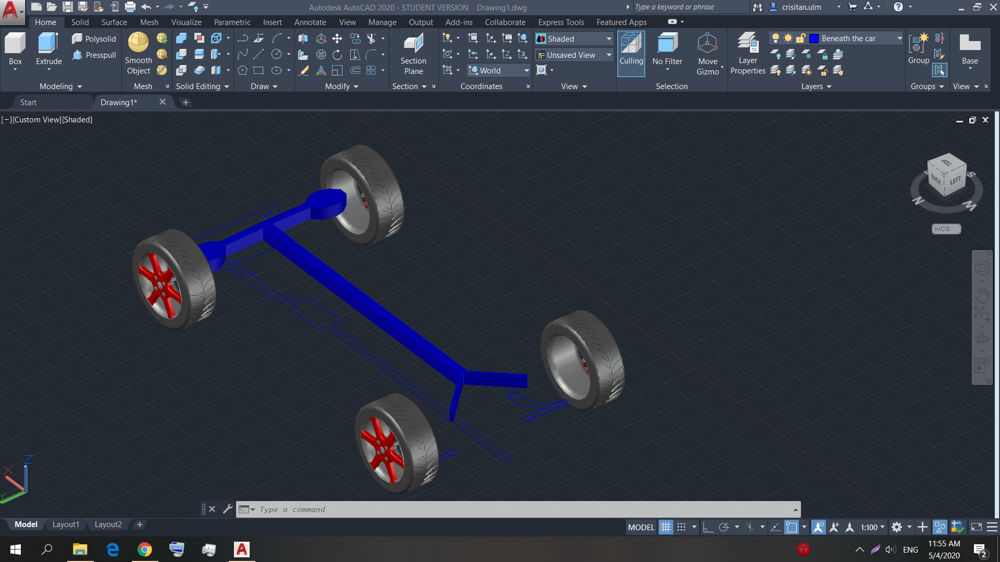 Autodesk AutoCAD 2020 - STUDENT VERSION Drawing1.dwg
Type a keyword or phrase
crisitan.ulm
Home Solid Surface Mesh Visualize Parametric Insert Annotate View Manage Output Add-ins Collaborate Express Tools Featured Apps
Box
Extrude
Polysolid
Presspull
Modeling
Smooth
Object
Mesh
Solid Editing
Draw
Modify
Section
Plane
Section
World
Coordinates
Shaded
Unsaved View
View
Culling
No Filter
Move
Gizmo
Selection
Layer
Properties
Beneath the car
Layers
Group
Groups
Base
View
Start
Drawing1*
[−][Custom View][Shaded]
TOP
BACK
LEFT
S
N
WCS
Z
X
Y
Type a command
Model Layout1 Layout2
MODEL
1:100
ENG
11:55 AM
5/4/2020
2